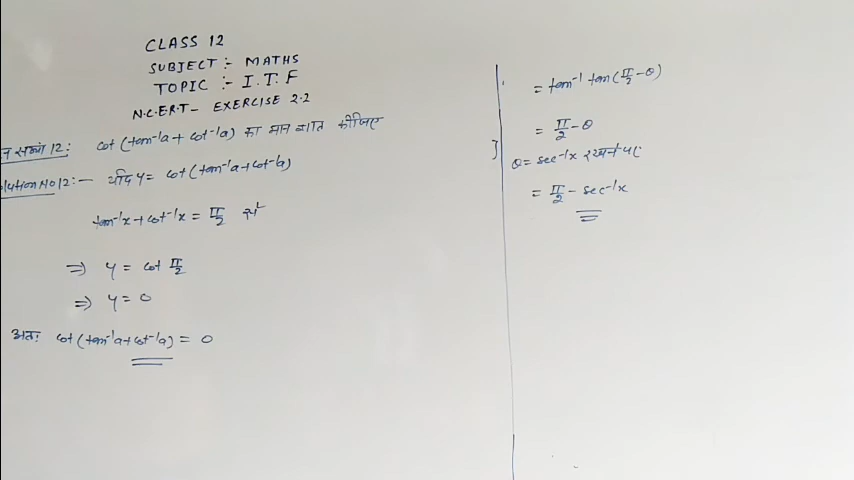 CLASS 12
SUBJECT :- MATHS
TOPIC :- I.T.F
N.C.E.R.T- EXERCISE 2.2
12: cot (tan⁻¹a + cot⁻¹a) का मान ज्ञात कीजिए
lution No 12:- यदि y = cot (tan⁻¹a + cot⁻¹a)
tan⁻¹x + cot⁻¹x = π/2 से
⇒ y = cot π/2
⇒ y = 0
अतः cot (tan⁻¹a + cot⁻¹a) = 0
= tan⁻¹ tan (π/2 - θ)
= π/2 - θ
θ = sec⁻¹x रखने पर
= π/2 - sec⁻¹x